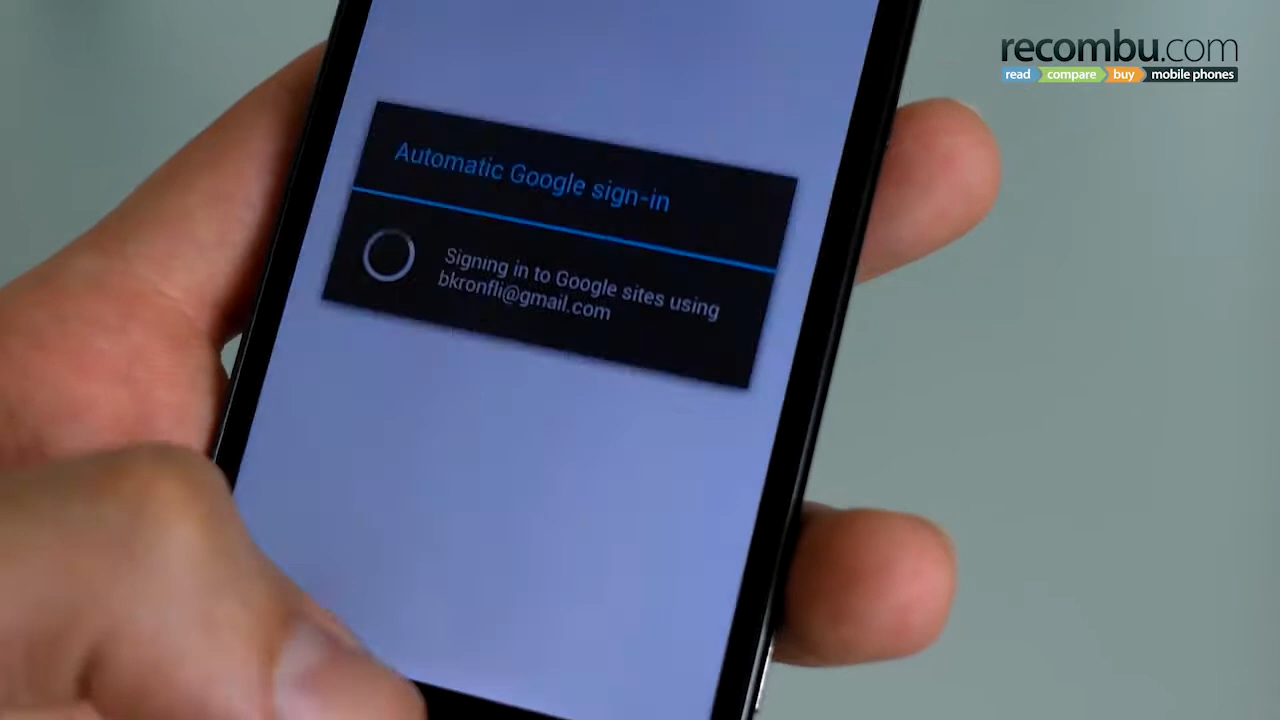 recombu.com
read compare buy mobile phones
Automatic Google sign-in
Signing in to Google sites using
bkronfli@gmail.com